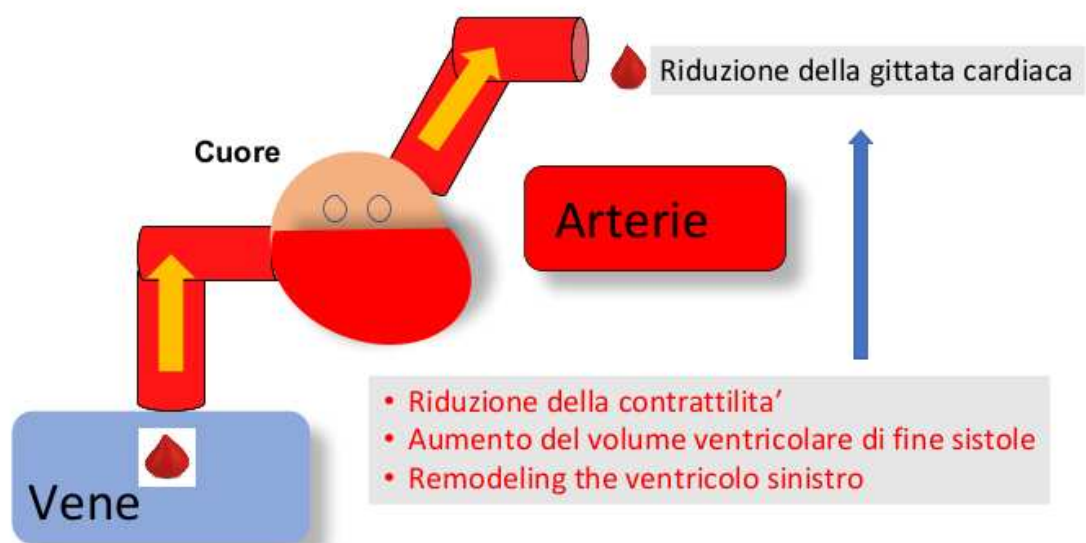 Riduzione della gittata cardiaca
Cuore
Arterie
• Riduzione della contrattilita’
• Aumento del volume ventricolare di fine sistole
• Remodeling the ventricolo sinistro
Vene